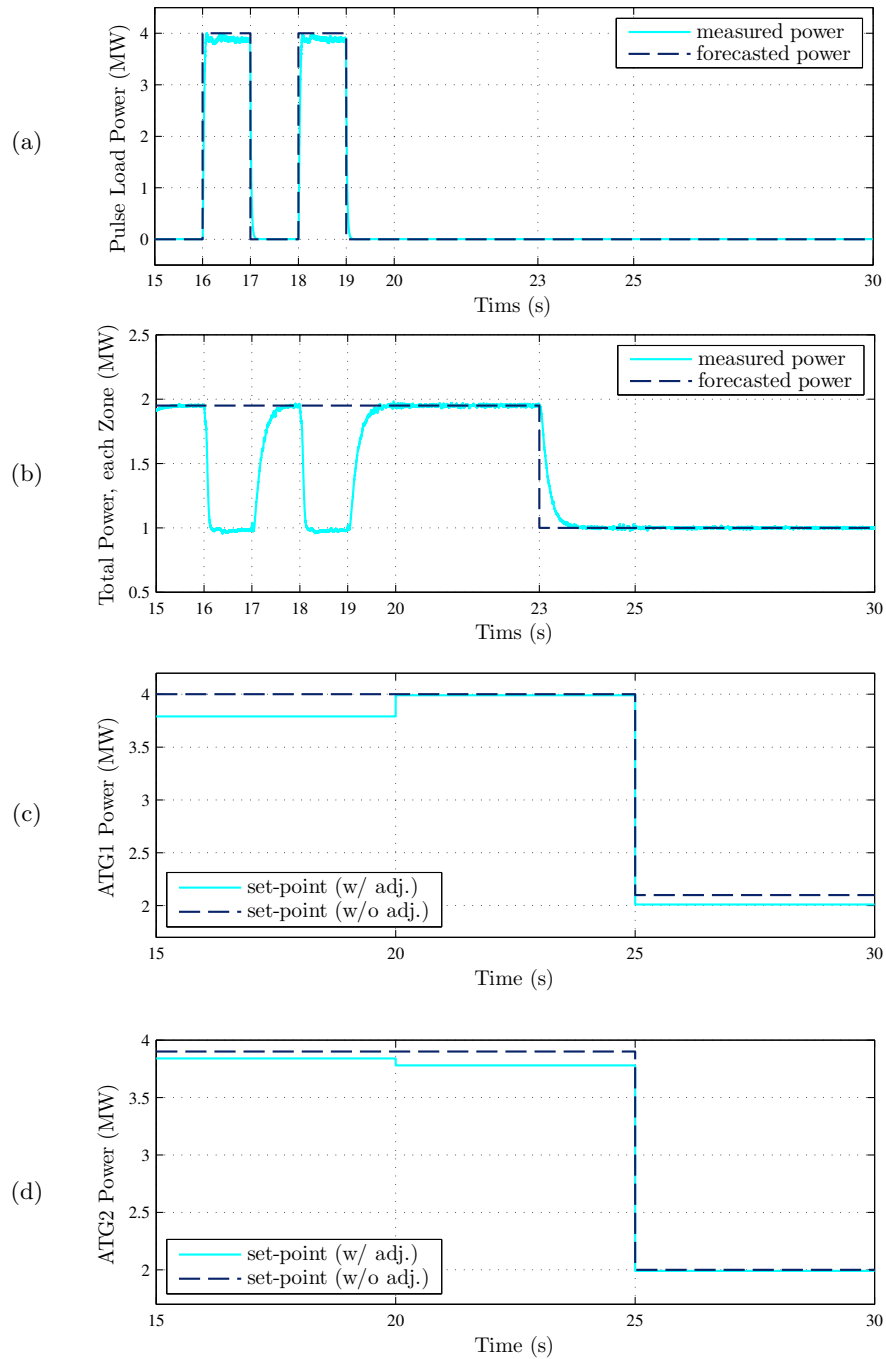 (a)
Pulse Load Power (MW)
4
3
2
1
0
measured power
forecasted power
15 16 17 18 19 20 23 25 30
Tims (s)
(b)
Total Power, each Zone (MW)
2.5
2
1.5
1
0.5
measured power
forecasted power
15 16 17 18 19 20 23 25 30
Tims (s)
(c)
ATG1 Power (MW)
4
3.5
3
2.5
2
set-point (w/ adj.)
set-point (w/o adj.)
15 20 25 30
Time (s)
(d)
ATG2 Power (MW)
4
3.5
3
2.5
2
set-point (w/ adj.)
set-point (w/o adj.)
15 20 25 30
Time (s)